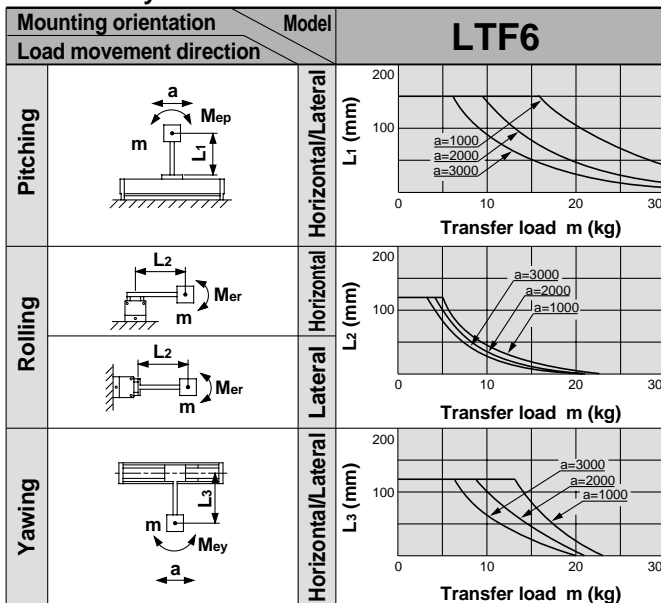 Mounting orientation
Model
LTF6
Load movement direction
Pitching
a
Mep
m
L1
Horizontal/Lateral
L1 (mm)
200
100
a=1000
a=2000
a=3000
0
10
20
30
Transfer load m (kg)
Rolling
L2
Mer
m
Horizontal
L2
Mer
m
Lateral
L2 (mm)
200
100
a=3000
a=2000
a=1000
0
10
20
30
Transfer load m (kg)
Yawing
L3
m
Mey
a
Horizontal/Lateral
L3 (mm)
200
100
a=3000
a=2000
a=1000
0
10
20
30
Transfer load m (kg)